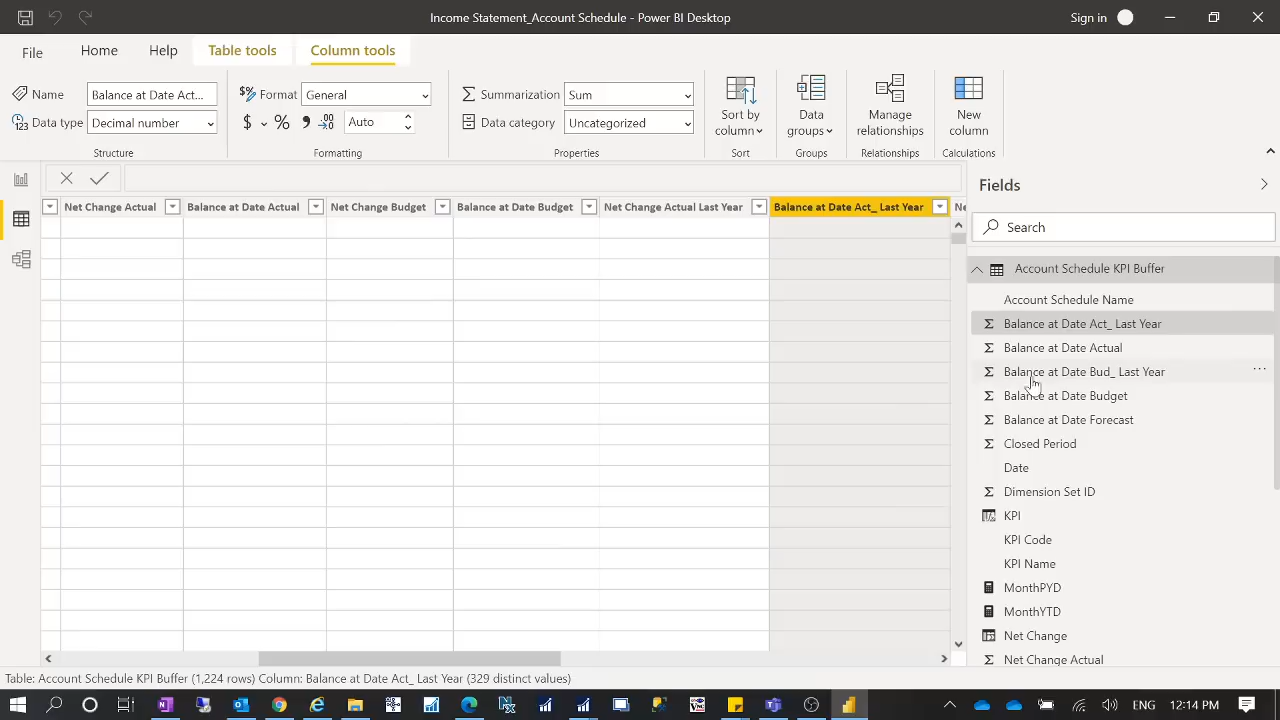 Income Statement_Account Schedule - Power BI Desktop
Sign in
File
Home
Help
Table tools
Column tools
Name
Balance at Date Act...
Format
General
Summarization
Sum
Data type
Decimal number
$ % 9 .00
Auto
Data category
Uncategorized
Sort by column
Data groups
Manage relationships
New column
Structure
Formatting
Properties
Sort
Groups
Relationships
Calculations
Net Change Actual
Balance at Date Actual
Net Change Budget
Balance at Date Budget
Net Change Actual Last Year
Balance at Date Act_ Last Year
Ne
Fields
Search
Account Schedule KPI Buffer
Account Schedule Name
Balance at Date Act_ Last Year
Balance at Date Actual
Balance at Date Bud_ Last Year
Balance at Date Budget
Balance at Date Forecast
Closed Period
Date
Dimension Set ID
KPI
KPI Code
KPI Name
MonthPYD
MonthYTD
Net Change
Net Change Actual
Table: Account Schedule KPI Buffer (1,224 rows) Column: Balance at Date Act_ Last Year (329 distinct values)
ENG
12:14 PM